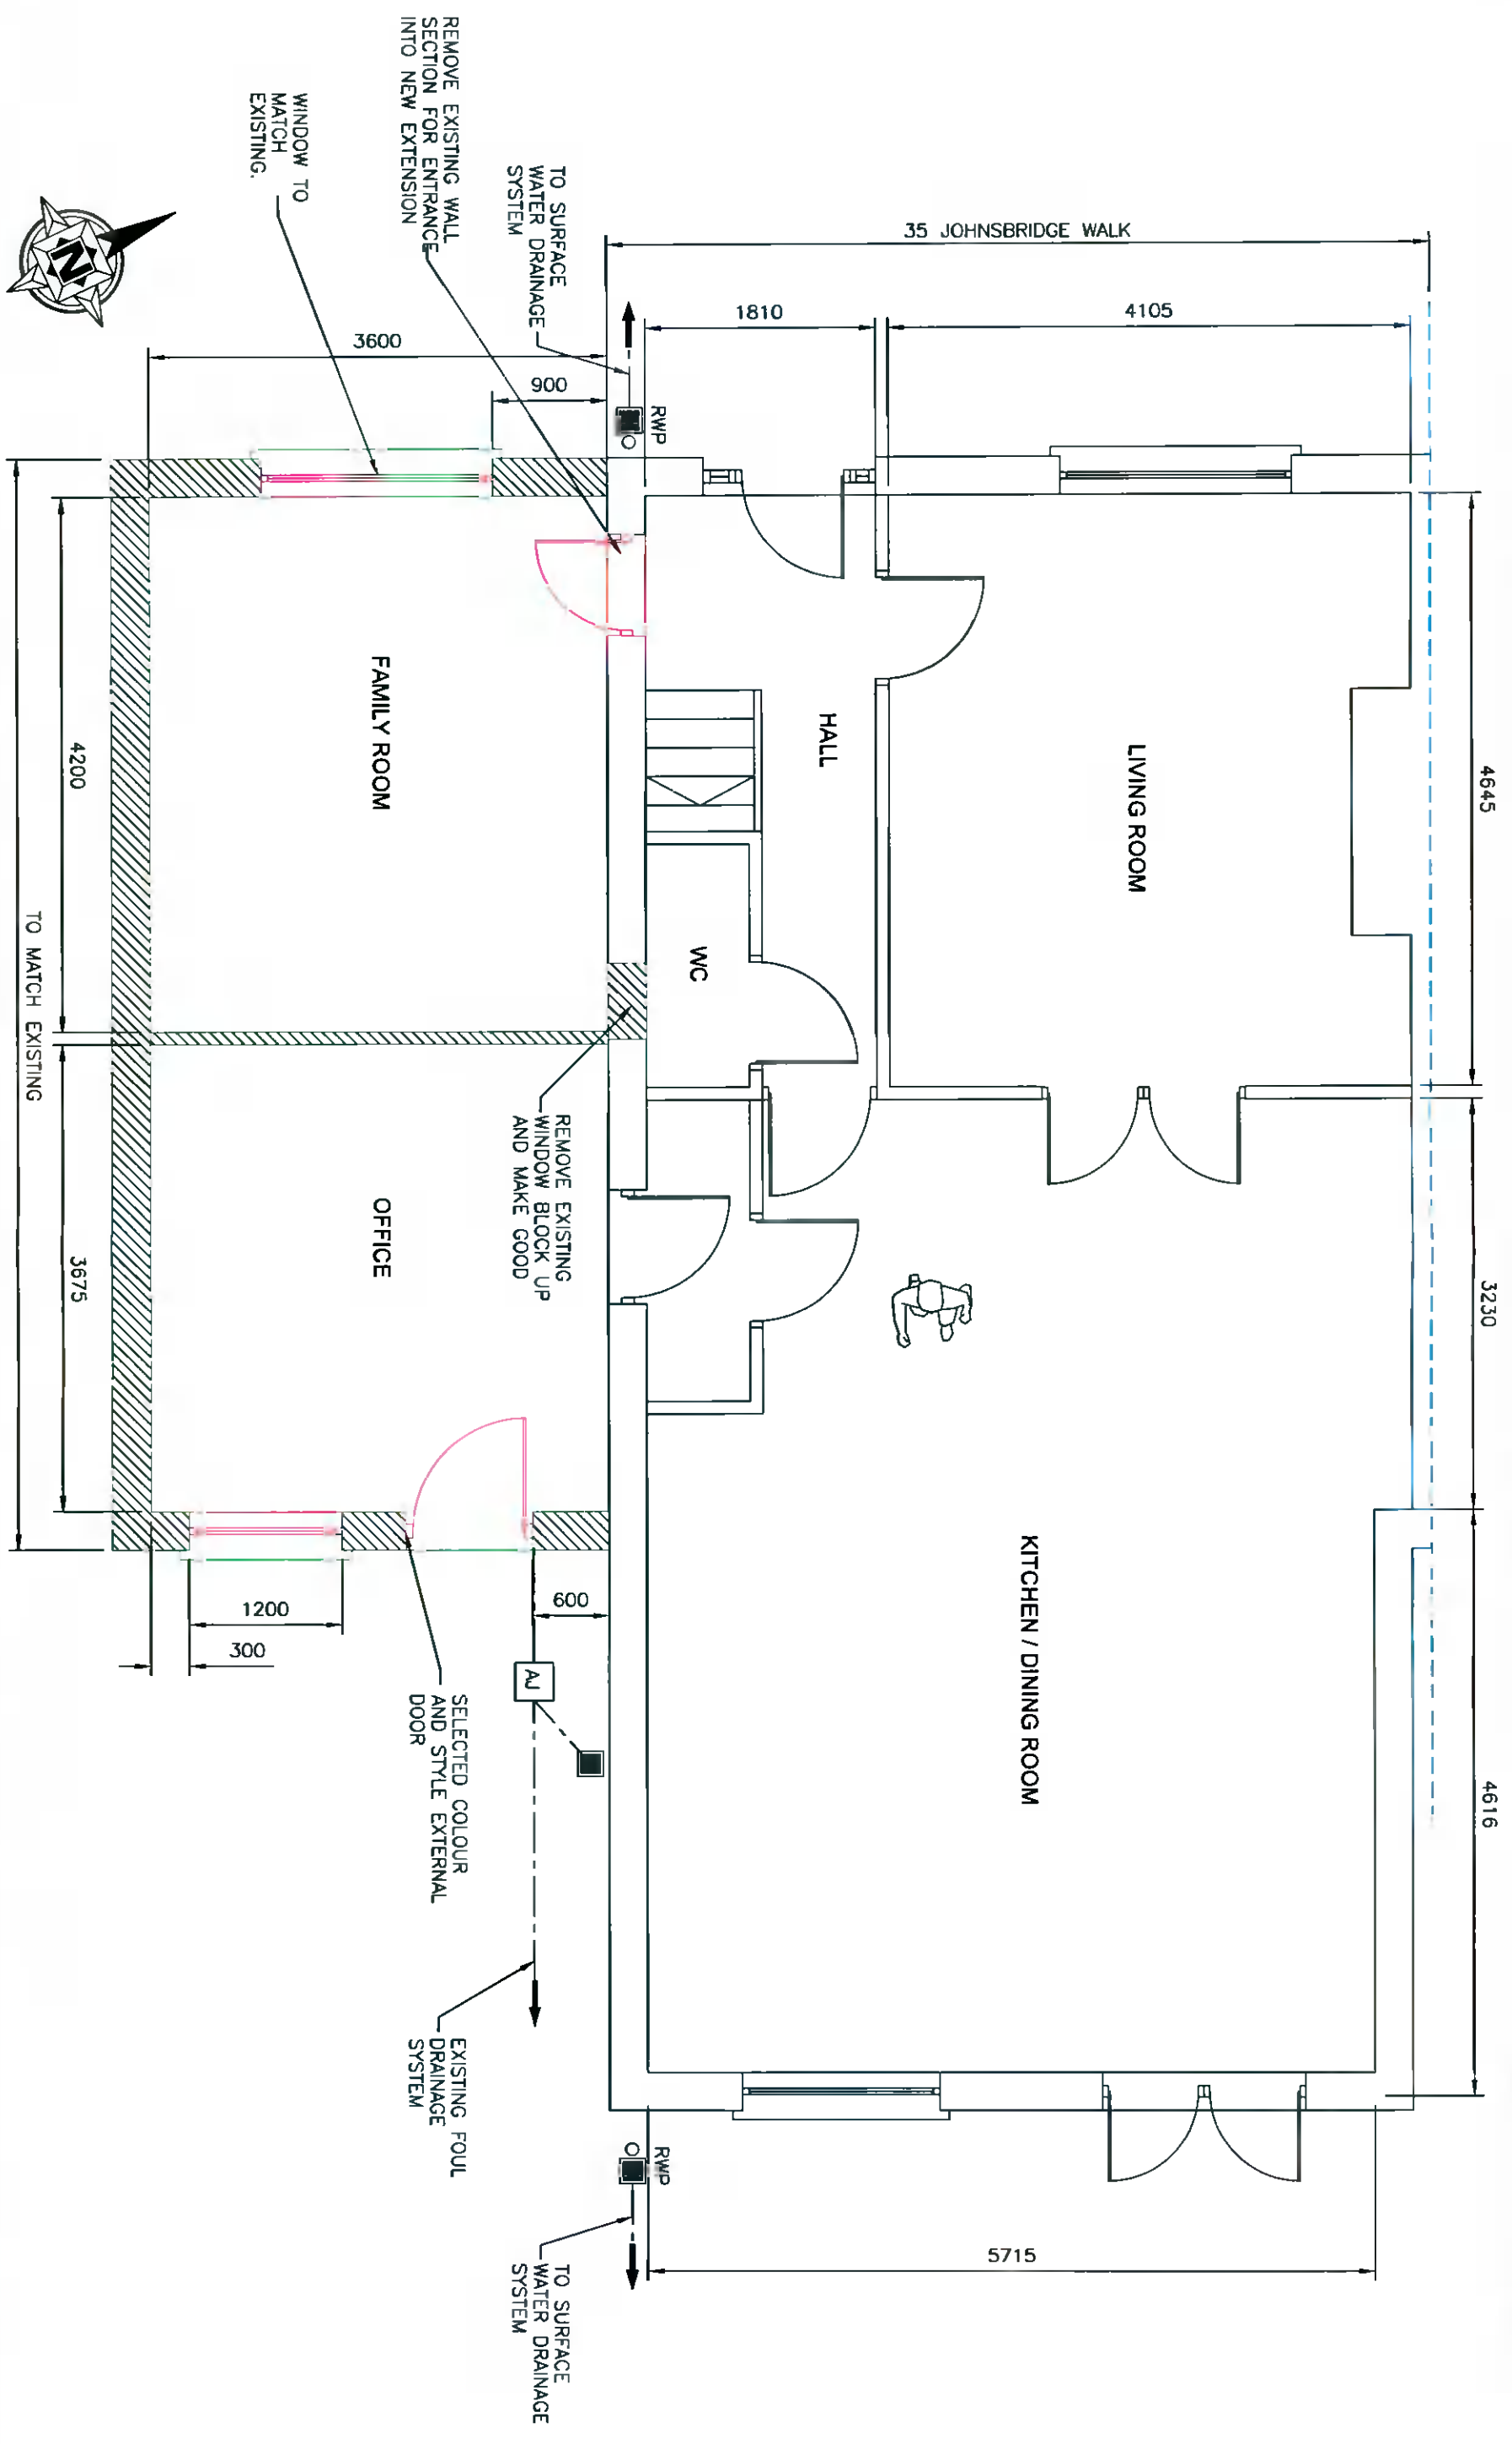 35 JOHNSBRIDGE WALK
4645
3230
4616
4105
1810
3600
900
REMOVE EXISTING WALL
SECTION FOR ENTRANCE
INTO NEW EXTENSION
TO SURFACE
WATER DRAINAGE
SYSTEM
WINDOW TO
MATCH
EXISTING.
N
RWP
LIVING ROOM
HALL
WC
KITCHEN / DINING ROOM
FAMILY ROOM
OFFICE
REMOVE EXISTING
WINDOW BLOCK UP
AND MAKE GOOD
4200
3675
TO MATCH EXISTING
1200
300
600
AJ
SELECTED COLOUR
AND STYLE EXTERNAL
DOOR
EXISTING FOUL
DRAINAGE
SYSTEM
RWP
TO SURFACE
WATER DRAINAGE
SYSTEM
5715